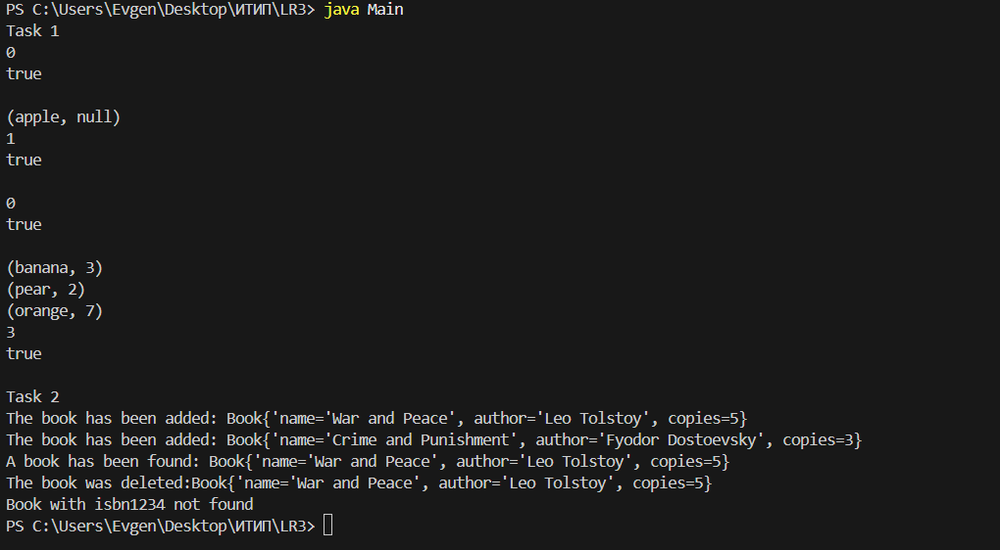 PS C:\Users\Evgen\Desktop\ИТИП\LR3> java Main
Task 1
0
true
(apple, null)
1
true
0
true
(banana, 3)
(pear, 2)
(orange, 7)
3
true
Task 2
The book has been added: Book{'name='War and Peace', author='Leo Tolstoy', copies=5}
The book has been added: Book{'name='Crime and Punishment', author='Fyodor Dostoevsky', copies=3}
A book has been found: Book{'name='War and Peace', author='Leo Tolstoy', copies=5}
The book was deleted:Book{'name='War and Peace', author='Leo Tolstoy', copies=5}
Book with isbn1234 not found
PS C:\Users\Evgen\Desktop\ИТИП\LR3>